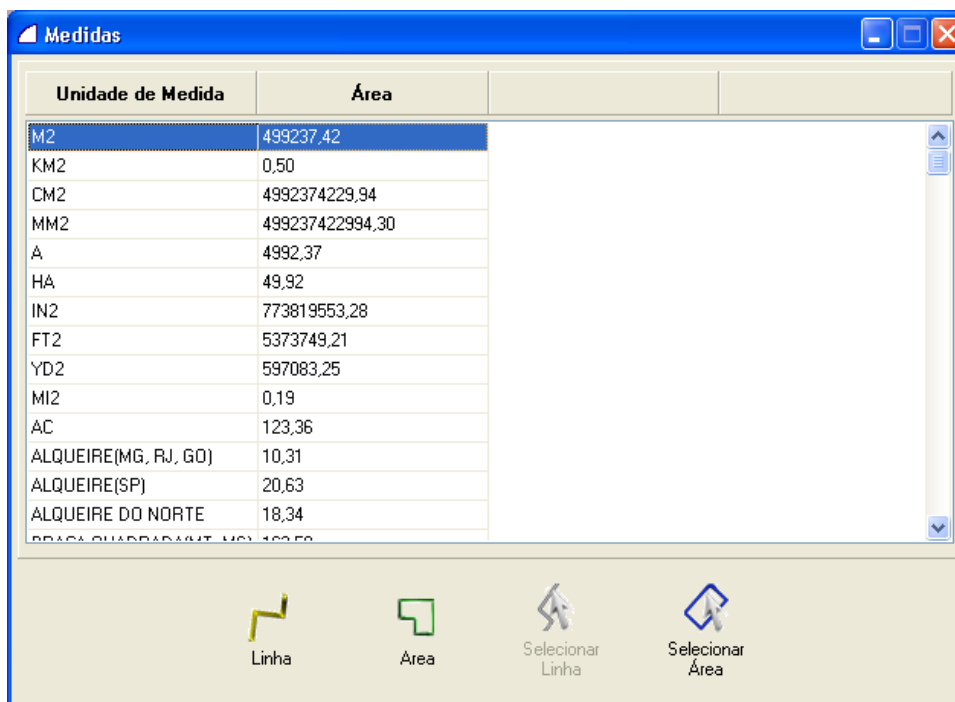 Medidas
Unidade de Medida Área
M2 499237,42
KM2 0,50
CM2 4992374229,94
MM2 499237422994,30
A 4992,37
HA 49,92
IN2 773819553,28
FT2 5373749,21
YD2 597083,25
MI2 0,19
AC 123,36
ALQUEIRE(MG, RJ, GO) 10,31
ALQUEIRE(SP) 20,63
ALQUEIRE DO NORTE 18,34
Linha Area Selecionar Linha Selecionar Área